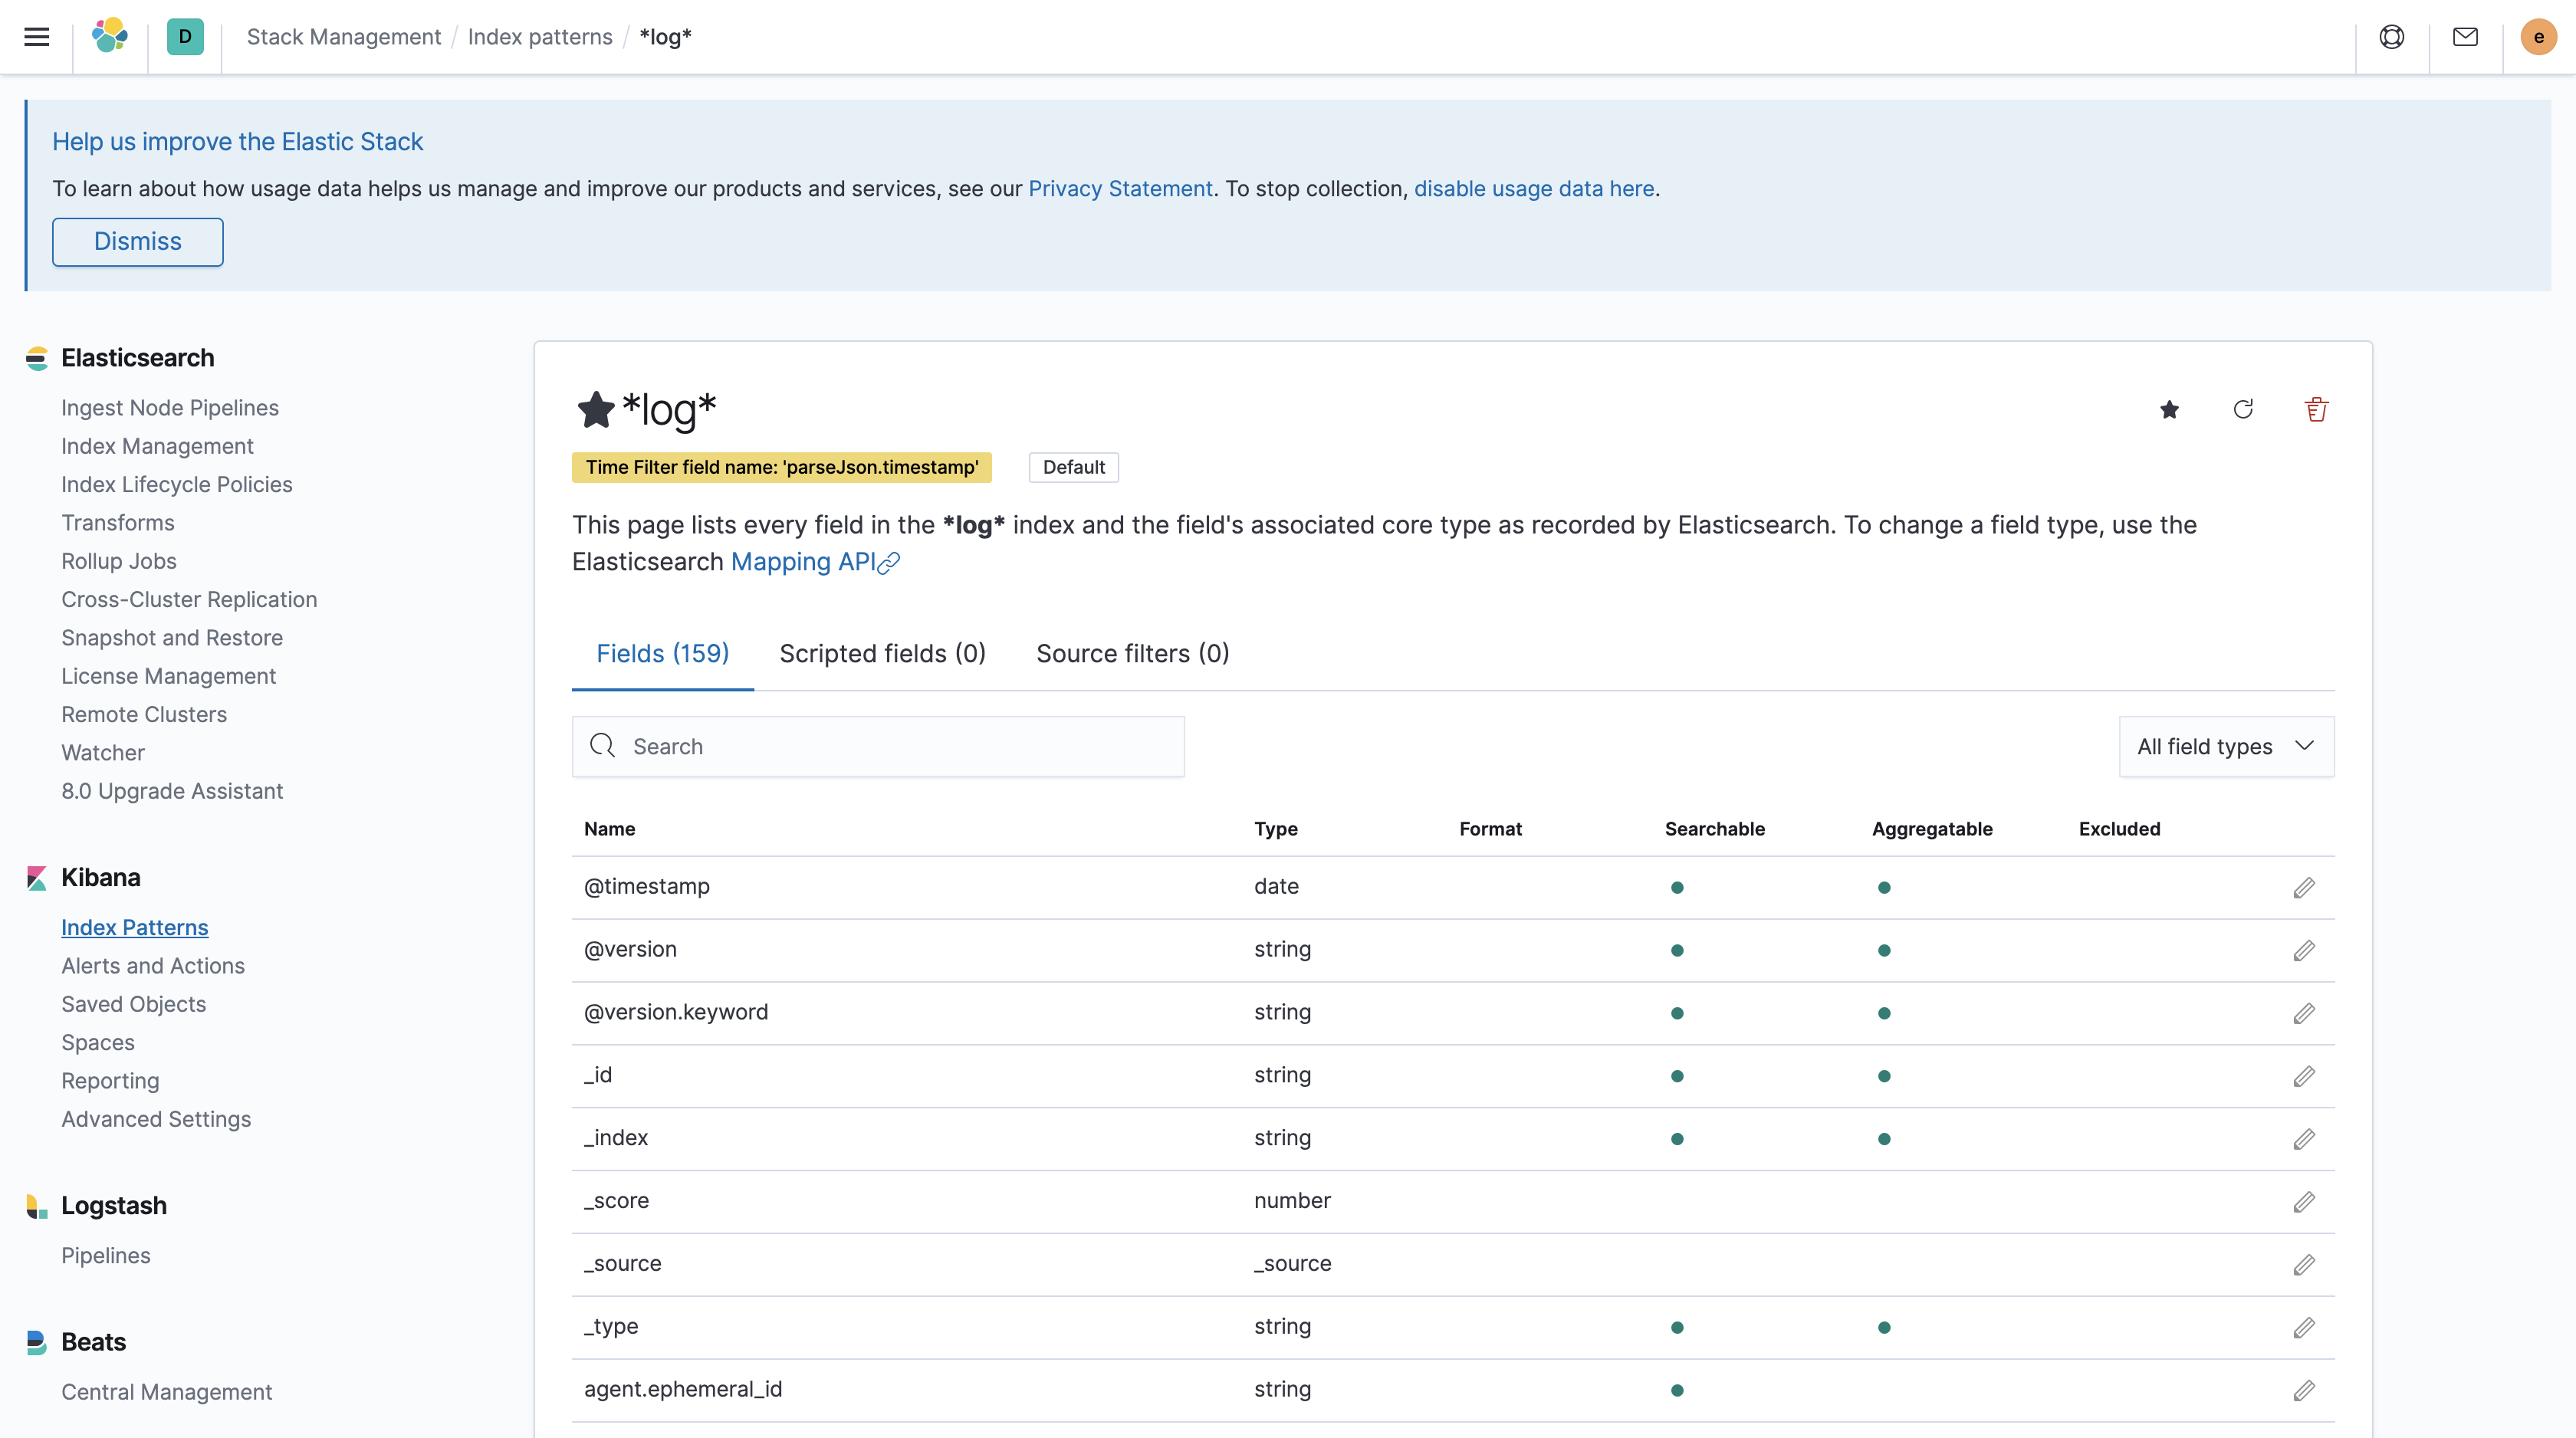 D
Stack Management / Index patterns / *log*
e
Help us improve the Elastic Stack
To learn about how usage data helps us manage and improve our products and services, see our Privacy Statement. To stop collection, disable usage data here.
Dismiss
Elasticsearch
Ingest Node Pipelines
Index Management
Index Lifecycle Policies
Transforms
Rollup Jobs
Cross-Cluster Replication
Snapshot and Restore
License Management
Remote Clusters
Watcher
8.0 Upgrade Assistant
Kibana
Index Patterns
Alerts and Actions
Saved Objects
Spaces
Reporting
Advanced Settings
Logstash
Pipelines
Beats
Central Management
*log*
Time Filter field name: 'parseJson.timestamp' Default
This page lists every field in the *log* index and the field's associated core type as recorded by Elasticsearch. To change a field type, use the
Elasticsearch Mapping API
Fields (159) Scripted fields (0) Source filters (0)
Search All field types
Name Type Format Searchable Aggregatable Excluded
@timestamp date
@version string
@version.keyword string
_id string
_index string
_score number
_source _source
_type string
agent.ephemeral_id string